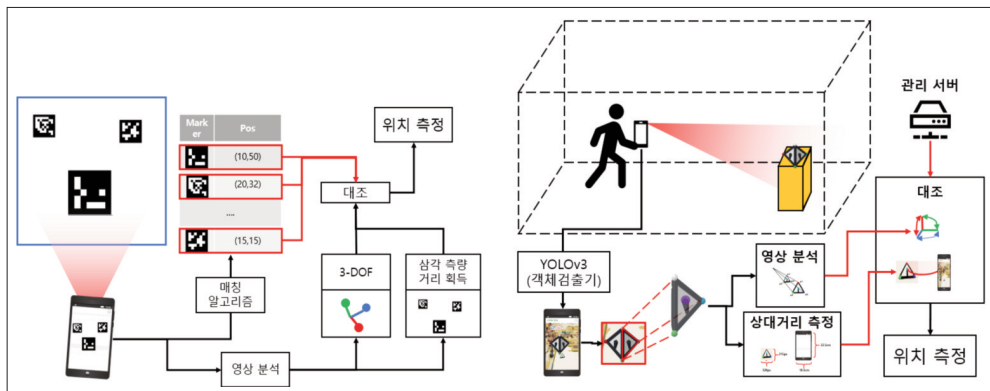 Mark
er
Pos
(10,50)
(20,32)
....
(15,15)
위치 측정
대조
3-DOF
삼각 측량
거리 획득
매칭
알고리즘
영상 분석
관리 서버
대조
YOLOv3
(객체검출기)
영상 분석
상대거리 측정
위치 측정